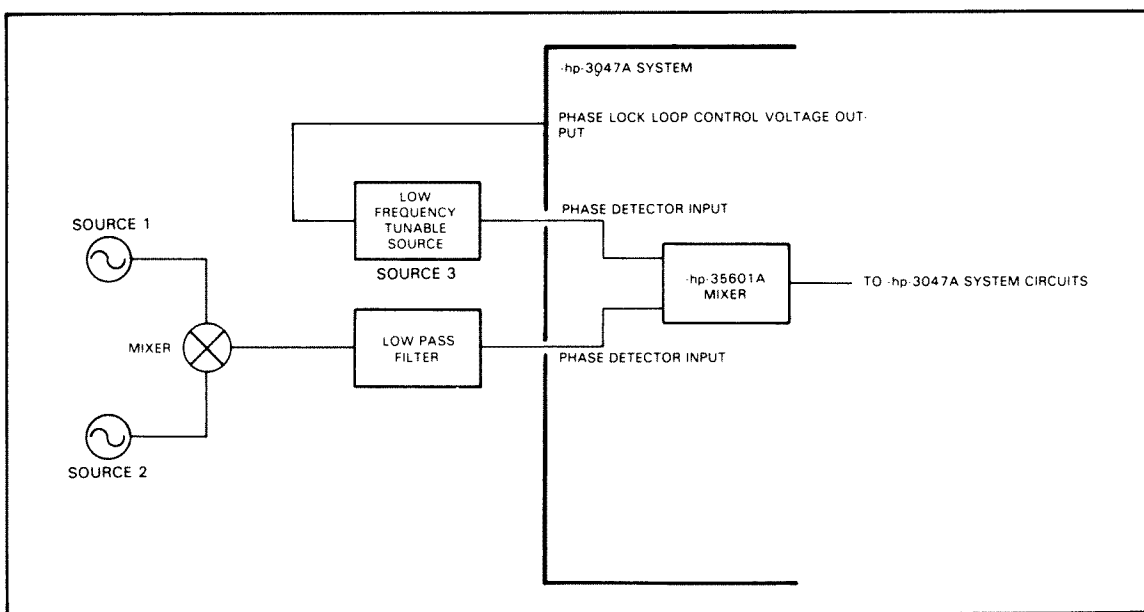 -hp-3047A SYSTEM
PHASE LOCK LOOP CONTROL VOLTAGE OUT-
PUT
LOW
FREQUENCY
TUNABLE
SOURCE
SOURCE 3
PHASE DETECTOR INPUT
SOURCE 1
-hp-35601A
MIXER
TO -hp-3047A SYSTEM CIRCUITS
MIXER
LOW PASS
FILTER
PHASE DETECTOR INPUT
SOURCE 2